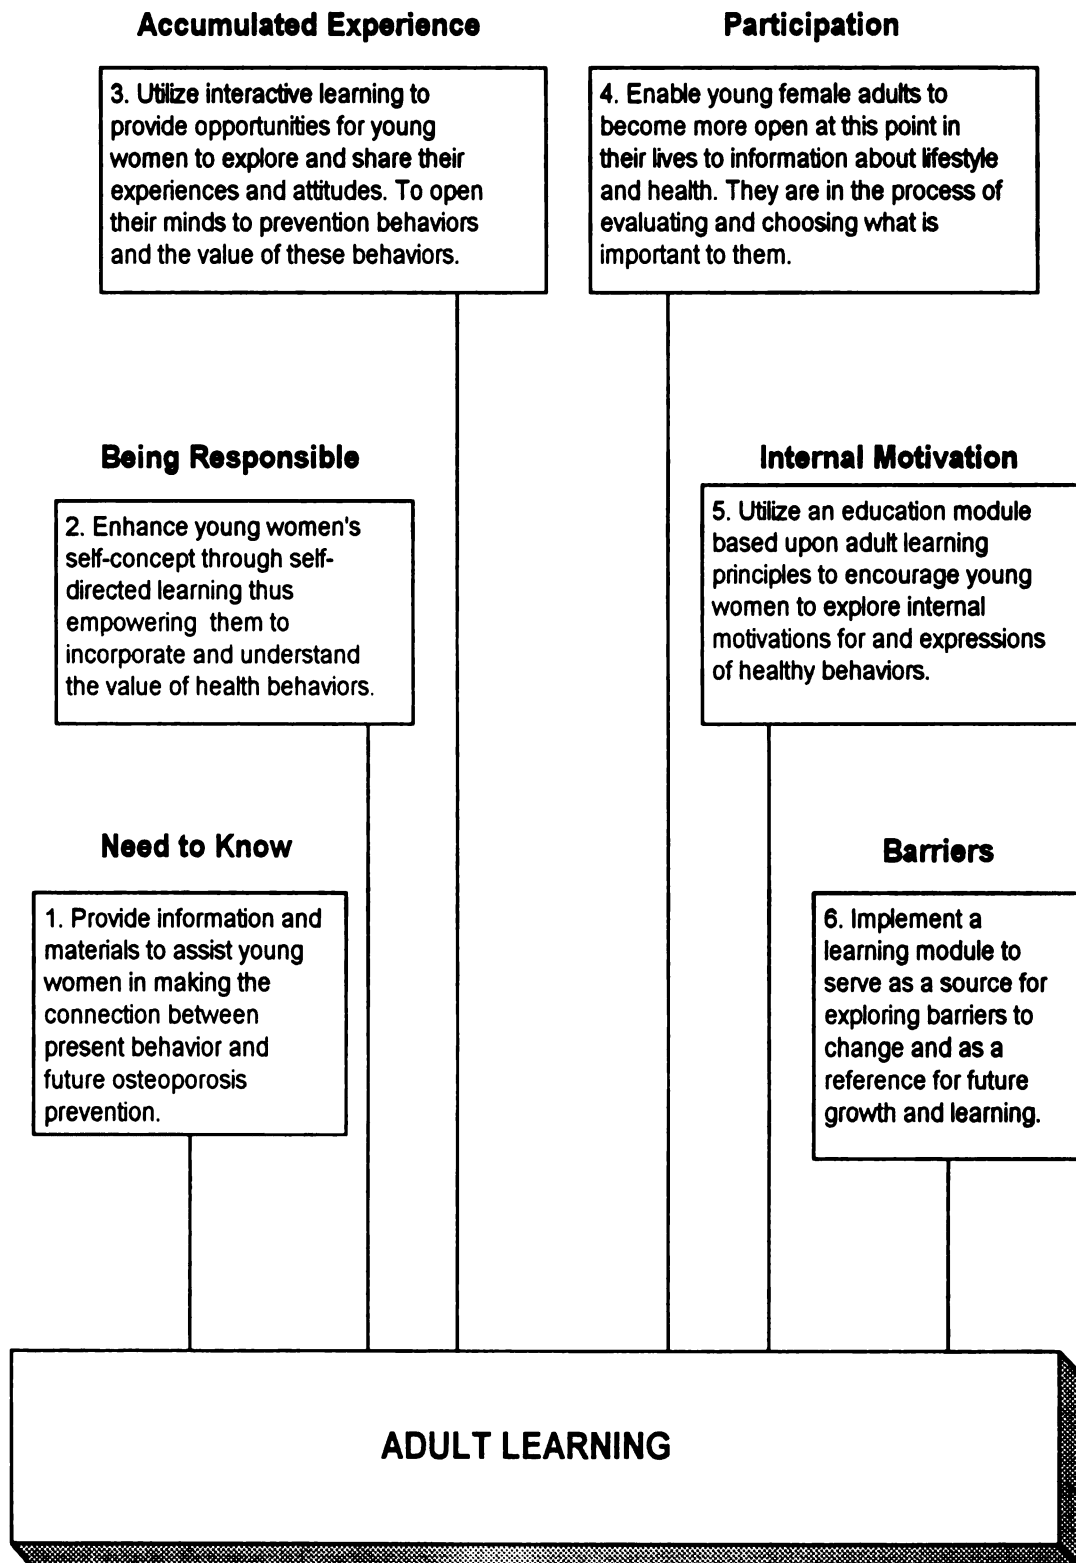 Accumulated Experience
3. Utilize interactive learning to
provide opportunities for young
women to explore and share their
experiences and attitudes. To open
their minds to prevention behaviors
and the value of these behaviors.
Participation
4. Enable young female adults to
become more open at this point in
their lives to information about lifestyle
and health. They are in the process of
evaluating and choosing what is
important to them.
Being Responsible
2. Enhance young women's
self-concept through self-
directed learning thus
empowering them to
incorporate and understand
the value of health behaviors.
Internal Motivation
5. Utilize an education module
based upon adult learning
principles to encourage young
women to explore internal
motivations for and expressions
of healthy behaviors.
Need to Know
1. Provide information and
materials to assist young
women in making the
connection between
present behavior and
future osteoporosis
prevention.
Barriers
6. Implement a
learning module to
serve as a source for
exploring barriers to
change and as a
reference for future
growth and learning.
ADULT LEARNING